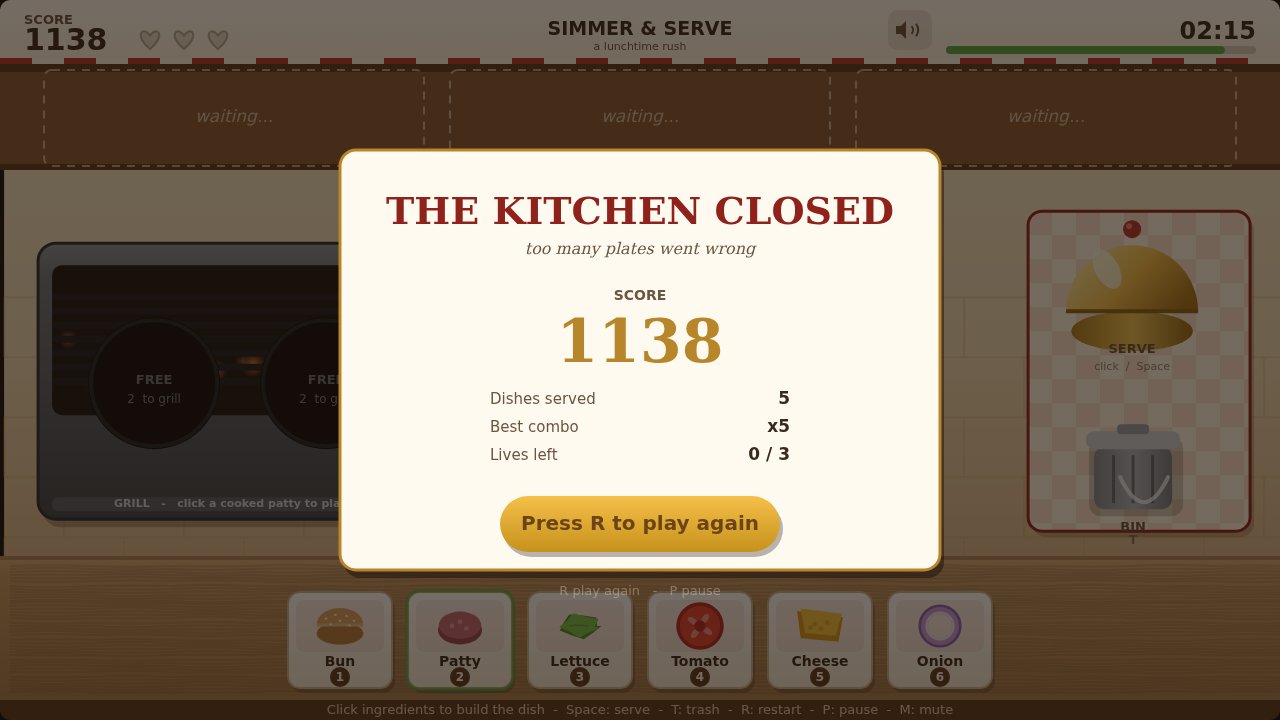 SCORE
1138
SIMMER & SERVE
a lunchtime rush
02:15
waiting...
waiting...
waiting...
THE KITCHEN CLOSED
too many plates went wrong
SCORE
1138
Dishes served 5
Best combo x5
Lives left 0 / 3
Press R to play again
R play again - P pause
FREE
2 to grill
FREE
2 to g
GRILL - click a cooked patty to pla
SERVE
click / Space
BIN
T
Bun
1
Patty
2
Lettuce
3
Tomato
4
Cheese
5
Onion
6
Click ingredients to build the dish - Space: serve - T: trash - R: restart - P: pause - M: mute